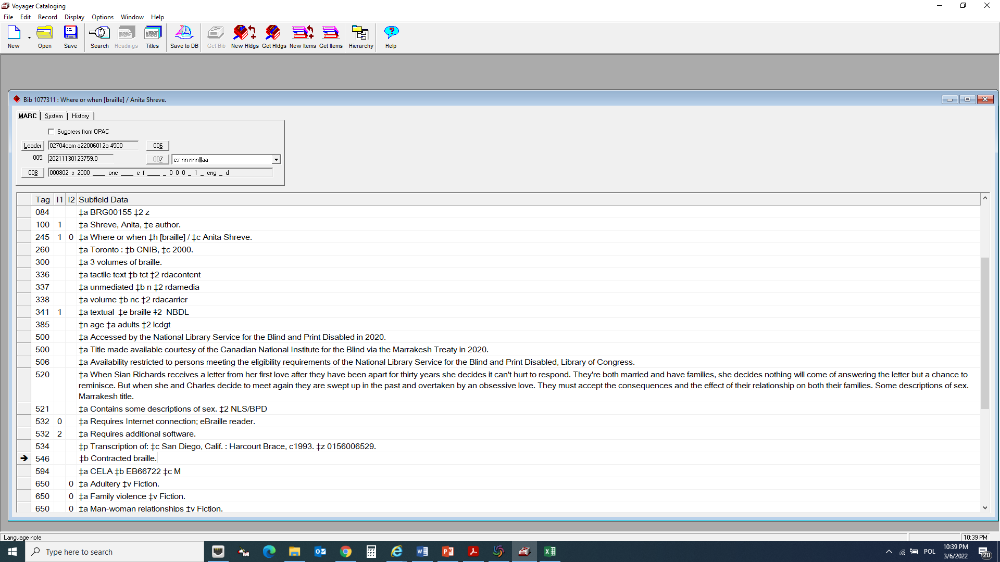 Voyager Cataloging
File Edit Record Display Options Window Help
New Open Save Search Headings Titles Save to DB Get Bib New Hldgs Get Hldgs New Items Get Items Hierarchy Help
Bib 1077311 : Where or when [braille] / Anita Shreve.
MARC System History
Suppress from OPAC
Leader 02704cam a22006012a 4500 006
005: 20211130123759.0 007 c:r nn nnn|||aa
008 000802 s 2000 ____ onc ____ e f ____ _ 0 0 0 _ 1 _ eng _ d
Tag I1 I2 Subfield Data
084 ‡a BRG00155 ‡2 z
100 1 ‡a Shreve, Anita, ‡e author.
245 1 0 ‡a Where or when ‡h [braille] / ‡c Anita Shreve.
260 ‡a Toronto : ‡b CNIB, ‡c 2000.
300 ‡a 3 volumes of braille.
336 ‡a tactile text ‡b tct ‡2 rdacontent
337 ‡a unmediated ‡b n ‡2 rdamedia
338 ‡a volume ‡b nc ‡2 rdacarrier
341 1 ‡a textual ‡e braille ‡2 NBDL
385 ‡n age ‡a adults ‡2 lcdgt
500 ‡a Accessed by the National Library Service for the Blind and Print Disabled in 2020.
500 ‡a Title made available courtesy of the Canadian National Institute for the Blind via the Marrakesh Treaty in 2020.
506 ‡a Availability restricted to persons meeting the eligibility requirements of the National Library Service for the Blind and Print Disabled, Library of Congress.
520 ‡a When Sian Richards receives a letter from her first love after they have been apart for thirty years she decides it can't hurt to respond. They're both married and have families, she decides nothing will come of answering the letter but a chance to
reminisce. But when she and Charles decide to meet again they are swept up in the past and overtaken by an obsessive love. They must accept the consequences and the effect of their relationship on both their families. Some descriptions of sex.
Marrakesh title.
521 ‡a Contains some descriptions of sex. ‡2 NLS/BPD
532 0 ‡a Requires Internet connection; eBraille reader.
532 2 ‡a Requires additional software.
534 ‡p Transcription of: ‡c San Diego, Calif. : Harcourt Brace, c1993. ‡z 0156006529.
546 ‡b Contracted braille.
594 ‡a CELA ‡b EB66722 ‡c M
650 0 ‡a Adultery ‡v Fiction.
650 0 ‡a Family violence ‡v Fiction.
650 0 ‡a Man-woman relationships ‡v Fiction.
Language note 10:39 PM
Type here to search
POL
10:39 PM
3/6/2022
20